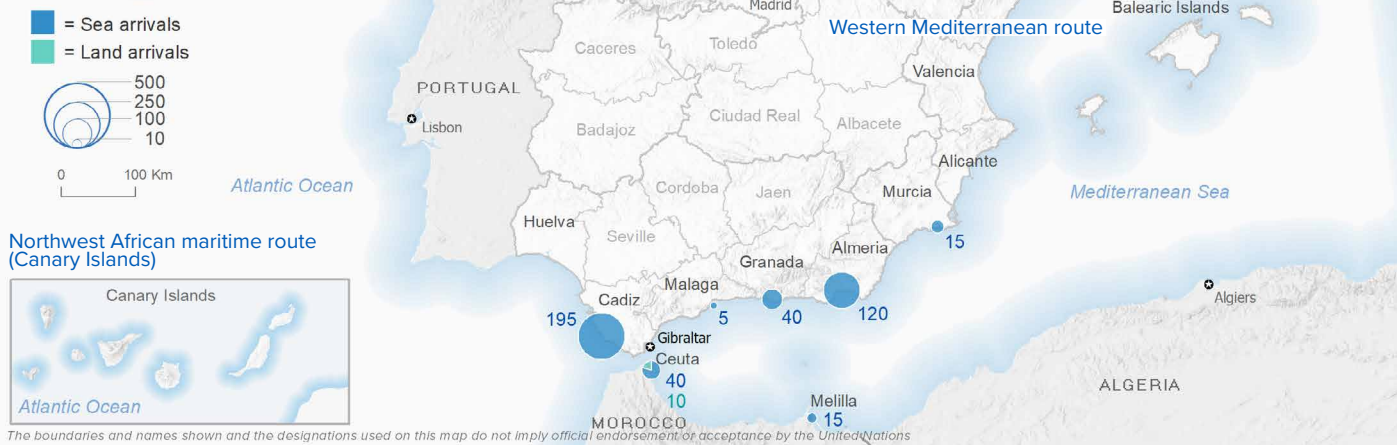 = Sea arrivals
= Land arrivals
500
250
100
10
0 100 Km
Madrid
Western Mediterranean route
Balearic Islands
Caceres
Toledo
Valencia
PORTUGAL
Lisbon
Badajoz
Ciudad Real
Albacete
Alicante
Atlantic Ocean
Cordoba
Jaen
Murcia
Mediterranean Sea
Huelva
Seville
Almeria
15
Northwest African maritime route
(Canary Islands)
Granada
Malaga
Canary Islands
Cadiz
195
5
40
120
Algiers
Gibraltar
Ceuta
40
10
ALGERIA
Atlantic Ocean
Melilla
15
MOROCCO
The boundaries and names shown and the designations used on this map do not imply official endorsement or acceptance by the United Nations